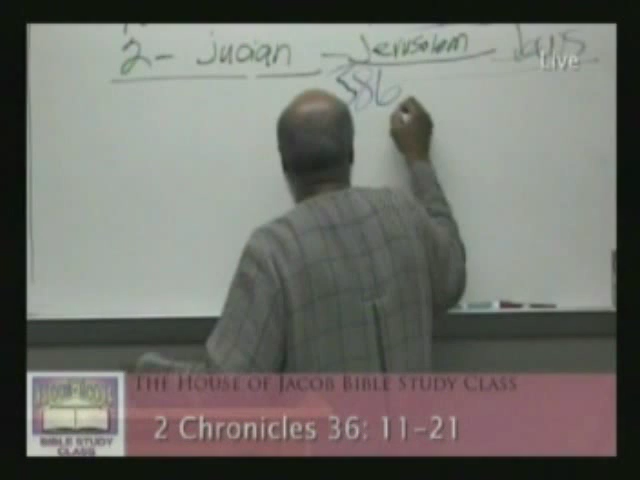 2 - Judian - Jerusalem
586
Live
THE HOUSE OF JACOB BIBLE STUDY CLASS
2 Chronicles 36: 11-21
BIBLE STUDY
CLASS